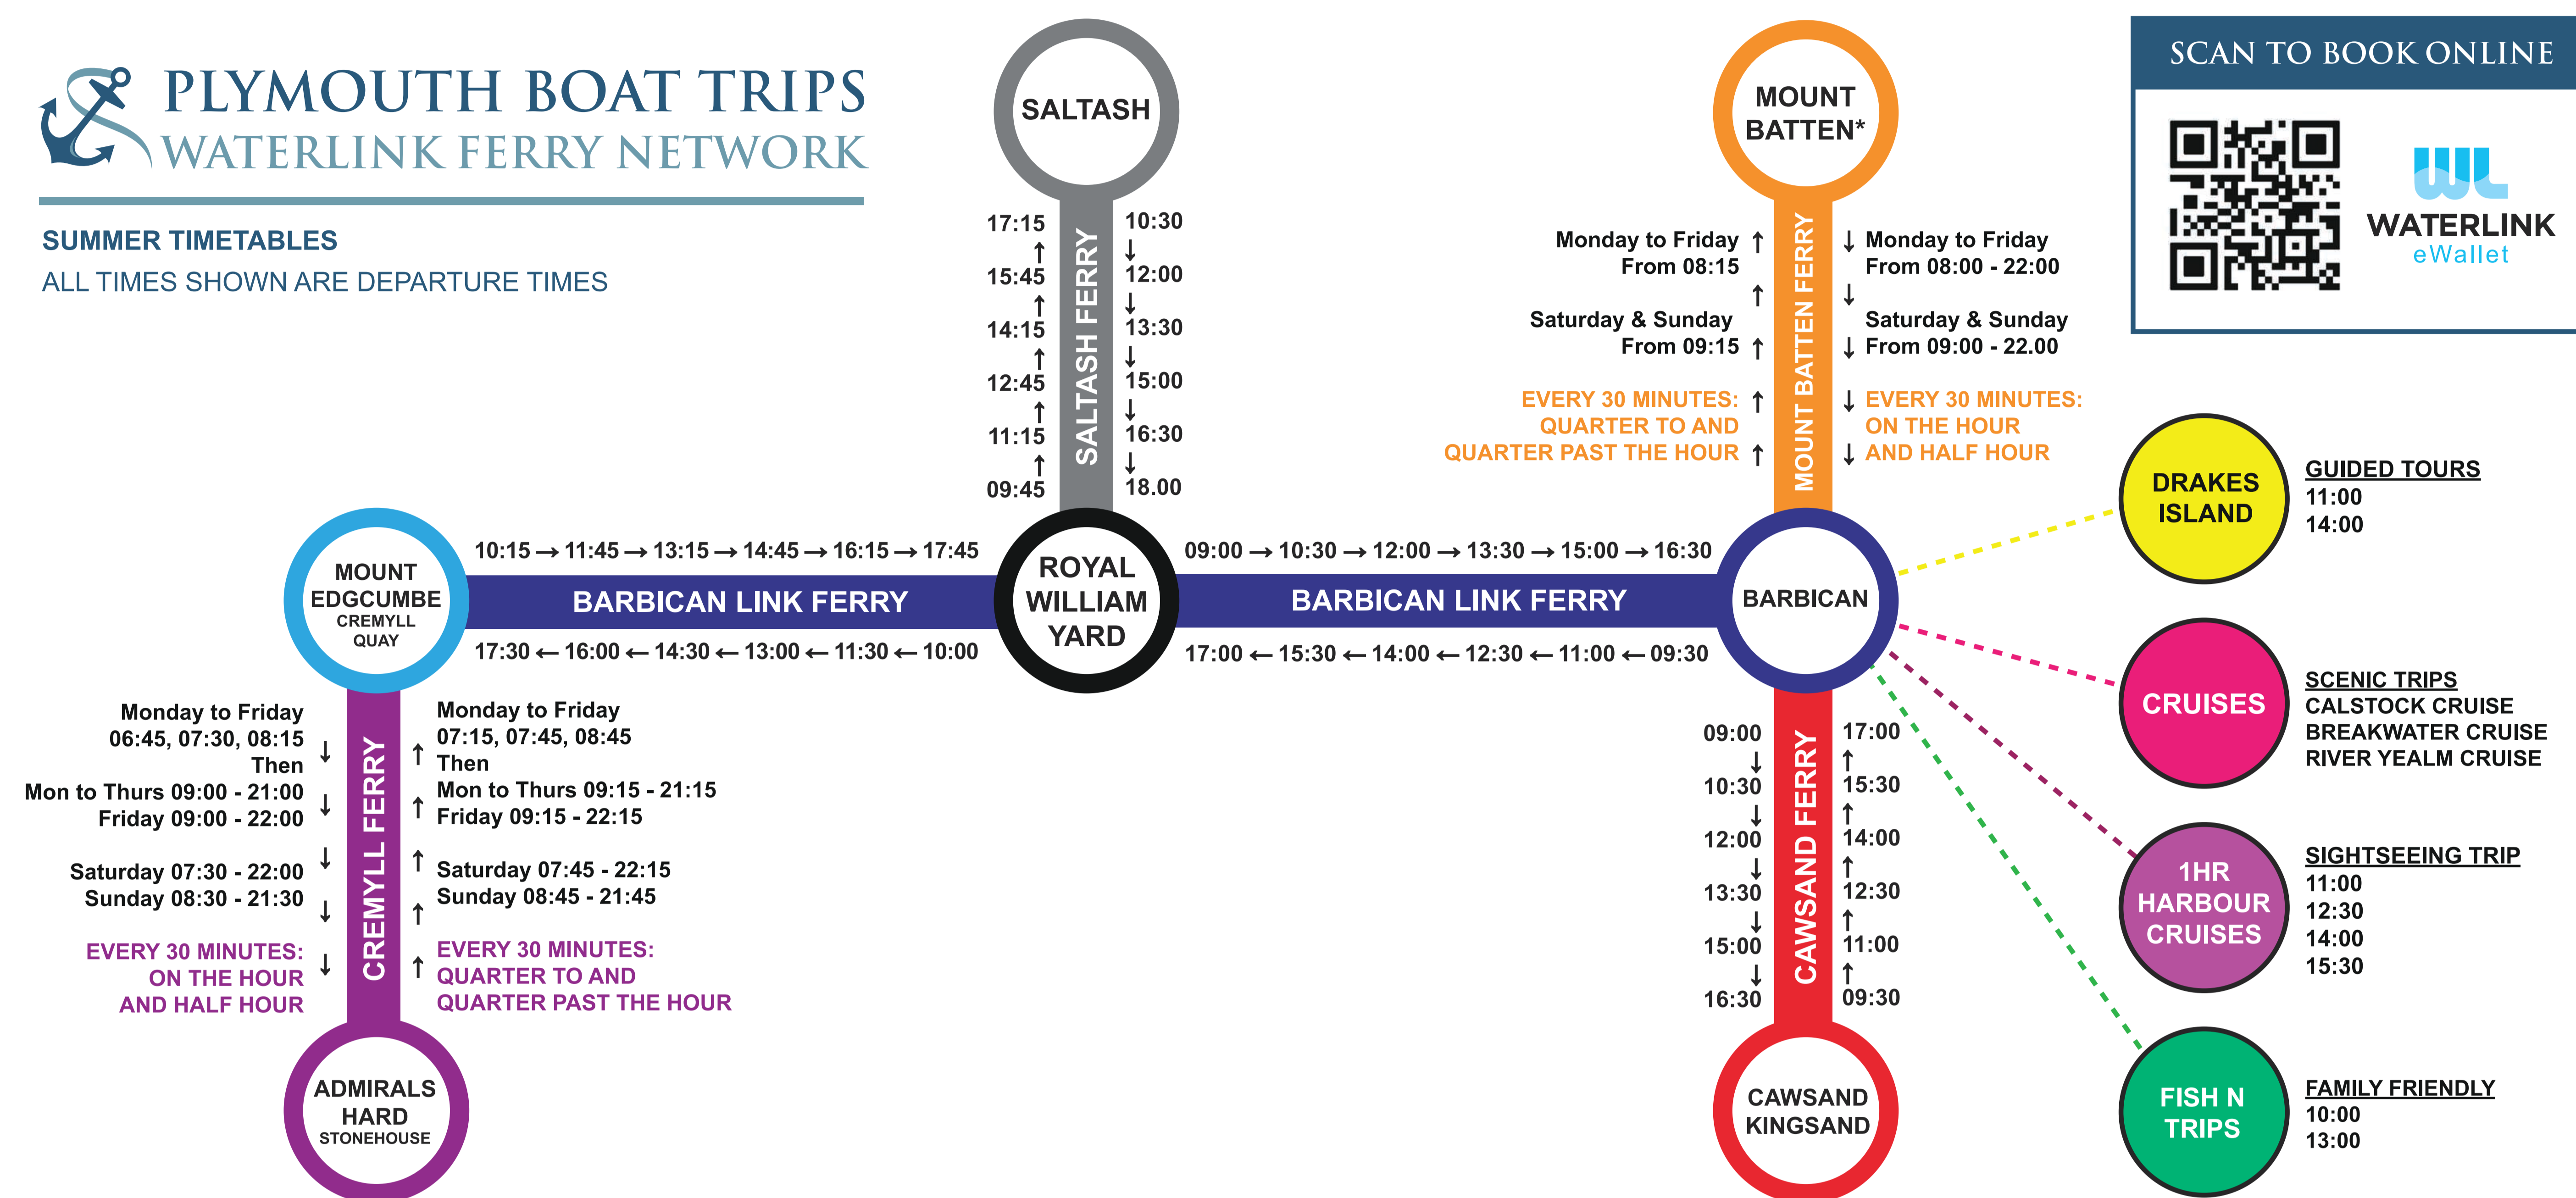 PLYMOUTH BOAT TRIPS
WATERLINK FERRY NETWORK
SUMMER TIMETABLES
ALL TIMES SHOWN ARE DEPARTURE TIMES
SALTASH
17:15
↑
15:45
↑
14:15
↑
12:45
↑
11:15
↑
09:45
SALTASH FERRY
10:30
↓
12:00
↓
13:30
↓
15:00
↓
16:30
↓
18.00
MOUNT
BATTEN*
Monday to Friday ↑
From 08:15
↑
Saturday & Sunday
From 09:15 ↑
EVERY 30 MINUTES: ↑
QUARTER TO AND
QUARTER PAST THE HOUR ↑
MOUNT BATTEN FERRY
↓ Monday to Friday
From 08:00 - 22:00
↓
Saturday & Sunday
↓ From 09:00 - 22.00
↓ EVERY 30 MINUTES:
ON THE HOUR
↓ AND HALF HOUR
SCAN TO BOOK ONLINE
WL
WATERLINK
eWallet
MOUNT
EDGCUMBE
CREMYLL
QUAY
10:15 → 11:45 → 13:15 → 14:45 → 16:15 → 17:45
BARBICAN LINK FERRY
17:30 ← 16:00 ← 14:30 ← 13:00 ← 11:30 ← 10:00
ROYAL
WILLIAM
YARD
09:00 → 10:30 → 12:00 → 13:30 → 15:00 → 16:30
BARBICAN LINK FERRY
17:00 ← 15:30 ← 14:00 ← 12:30 ← 11:00 ← 09:30
BARBICAN
Monday to Friday
06:45, 07:30, 08:15
↓
Then
Mon to Thurs 09:00 - 21:00 ↓
Friday 09:00 - 22:00
↓
Saturday 07:30 - 22:00
Sunday 08:30 - 21:30 ↓
EVERY 30 MINUTES: ↓
ON THE HOUR
AND HALF HOUR
CREMYLL FERRY
Monday to Friday
07:15, 07:45, 08:45
↑ Then
Mon to Thurs 09:15 - 21:15
↑ Friday 09:15 - 22:15
↑ Saturday 07:45 - 22:15
Sunday 08:45 - 21:45
↑
EVERY 30 MINUTES:
↑ QUARTER TO AND
QUARTER PAST THE HOUR
ADMIRALS
HARD
STONEHOUSE
09:00
↓
10:30
↓
12:00
↓
13:30
↓
15:00
↓
16:30
CAWSAND FERRY
17:00
↑
15:30
↑
14:00
↑
12:30
↑
11:00
↑
09:30
CAWSAND
KINGSAND
DRAKES
ISLAND
GUIDED TOURS
11:00
14:00
CRUISES
SCENIC TRIPS
CALSTOCK CRUISE
BREAKWATER CRUISE
RIVER YEALM CRUISE
1HR
HARBOUR
CRUISES
SIGHTSEEING TRIP
11:00
12:30
14:00
15:30
FISH N
TRIPS
FAMILY FRIENDLY
10:00
13:00